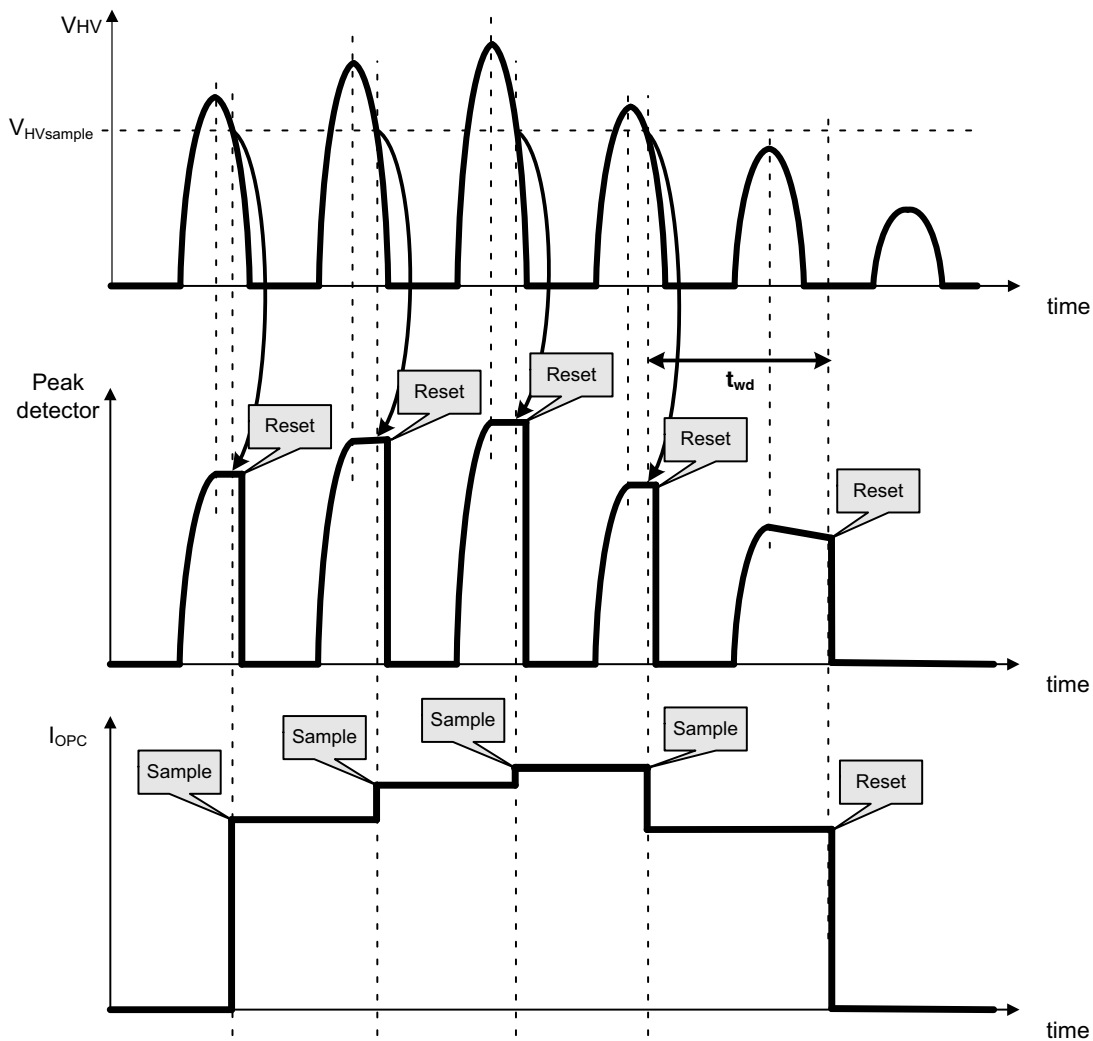 VHV
VHVsample
time
Peak
detector
Reset
Reset
Reset
Reset
twd
Reset
time
IOPC
Sample
Sample
Sample
Sample
Reset
time